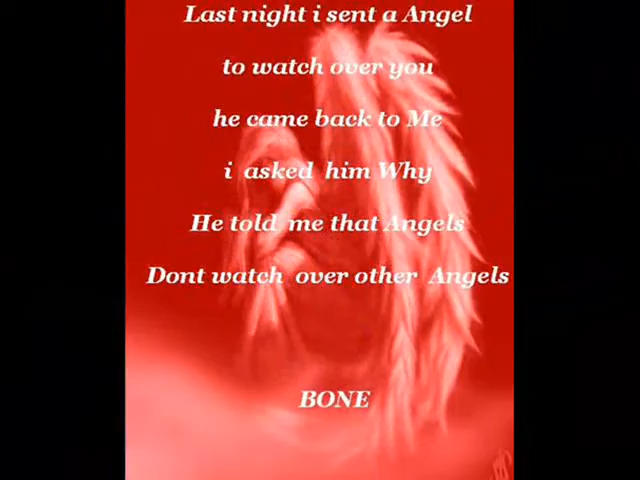 Last night i sent a Angel
to watch over you
he came back to Me
i asked him Why
He told me that Angels
Dont watch over other Angels
BONE